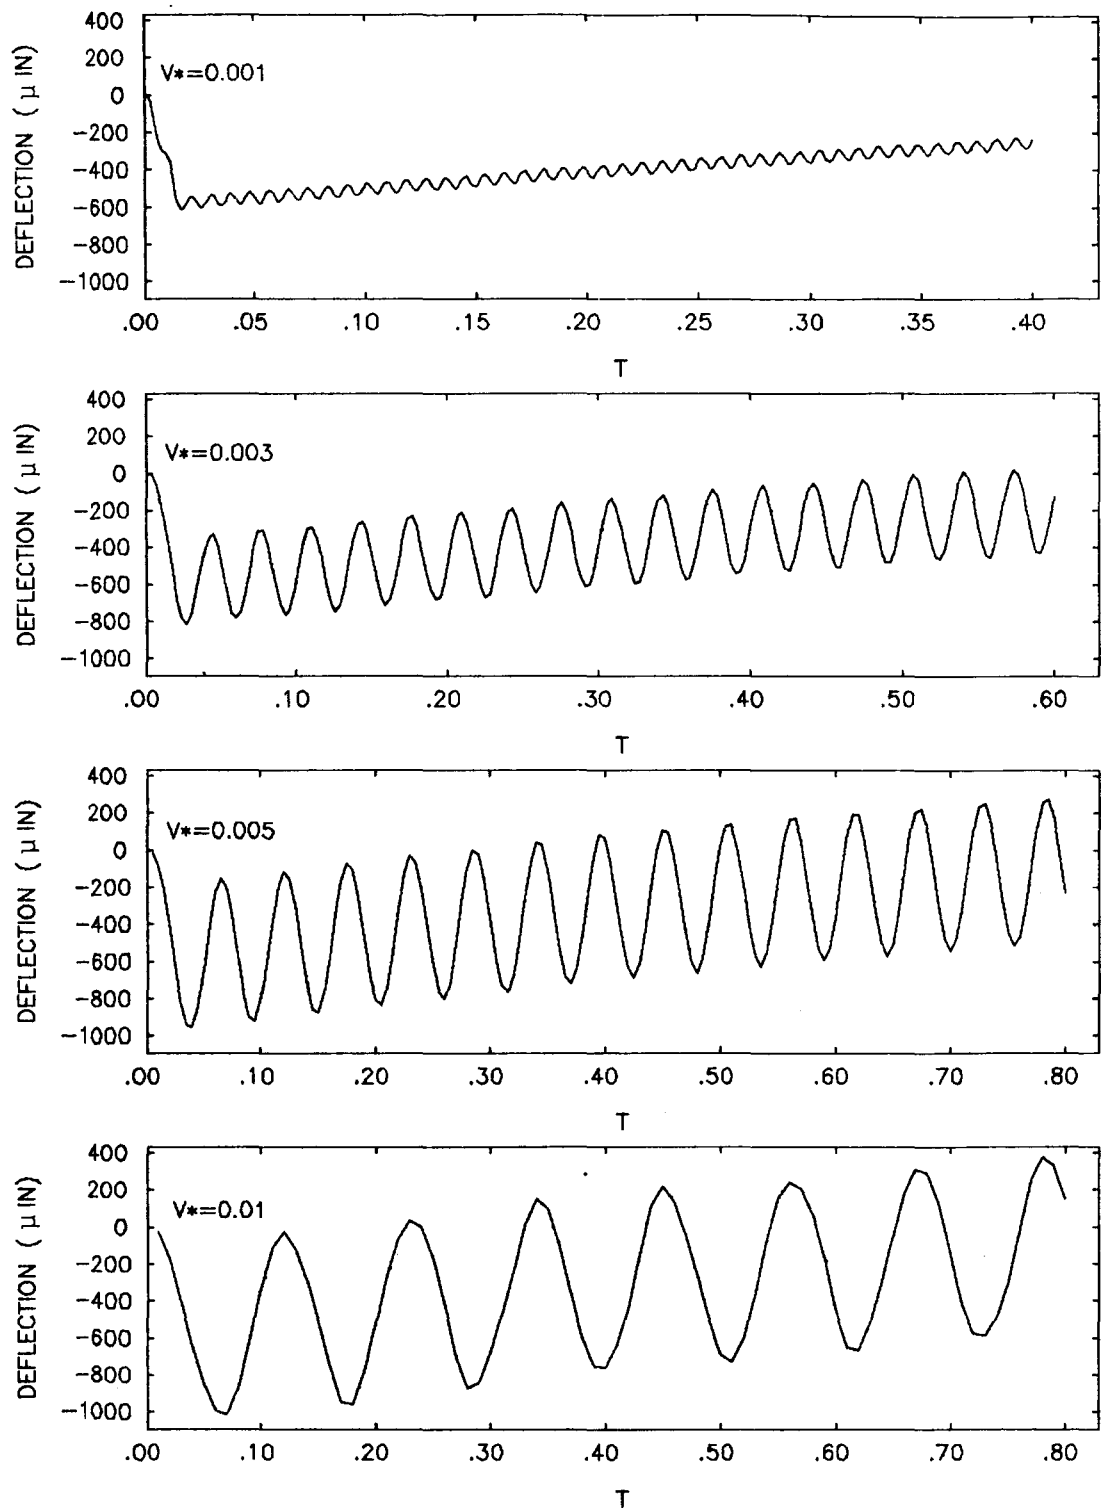 DEFLECTION ( μ IN)
400
200
0
−200
−400
−600
−800
−1000
V*=0.001
.00 .05 .10 .15 .20 .25 .30 .35 .40
T
DEFLECTION ( μ IN)
400
200
0
−200
−400
−600
−800
−1000
V*=0.003
.00 .10 .20 .30 .40 .50 .60
T
DEFLECTION ( μ IN)
400
200
0
−200
−400
−600
−800
−1000
V*=0.005
.00 .10 .20 .30 .40 .50 .60 .70 .80
T
DEFLECTION ( μ IN)
400
200
0
−200
−400
−600
−800
−1000
V*=0.01
.00 .10 .20 .30 .40 .50 .60 .70 .80
T